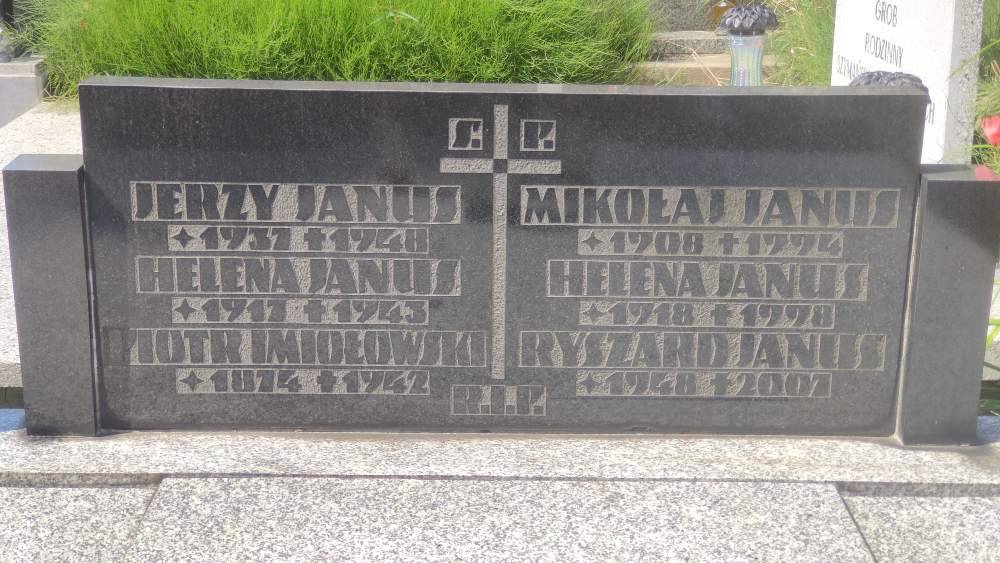 Ś. P.
JERZY JANUS
✦1937 ✝1948
HELENA JANUS
✦1917 ✝1943
PIOTR IMIOŁOWSKI
✦1874 ✝1942
MIKOŁAJ JANUS
✦1908 ✝1994
HELENA JANUS
✦1918 ✝1998
RYSZARD JANUS
✦1948 ✝2007
R.I.P.
GRÓB
RODZINNY